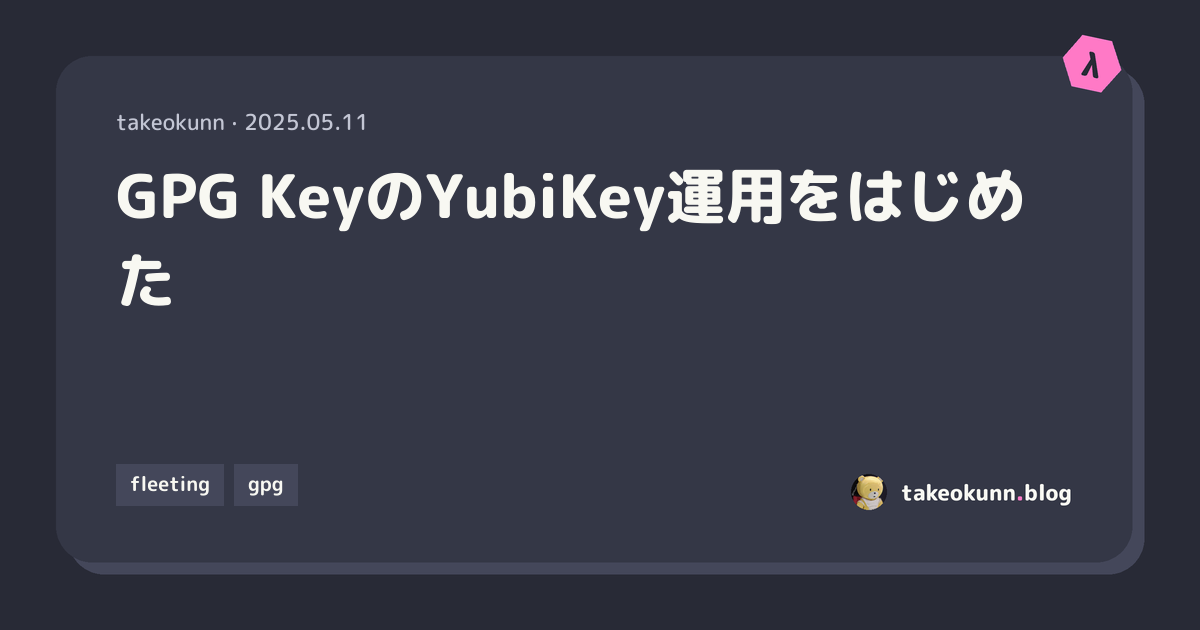 takeokunn · 2025.05.11
GPG KeyのYubiKey運用をはじめ
た
fleeting
gpg
takeokunn.blog
λ